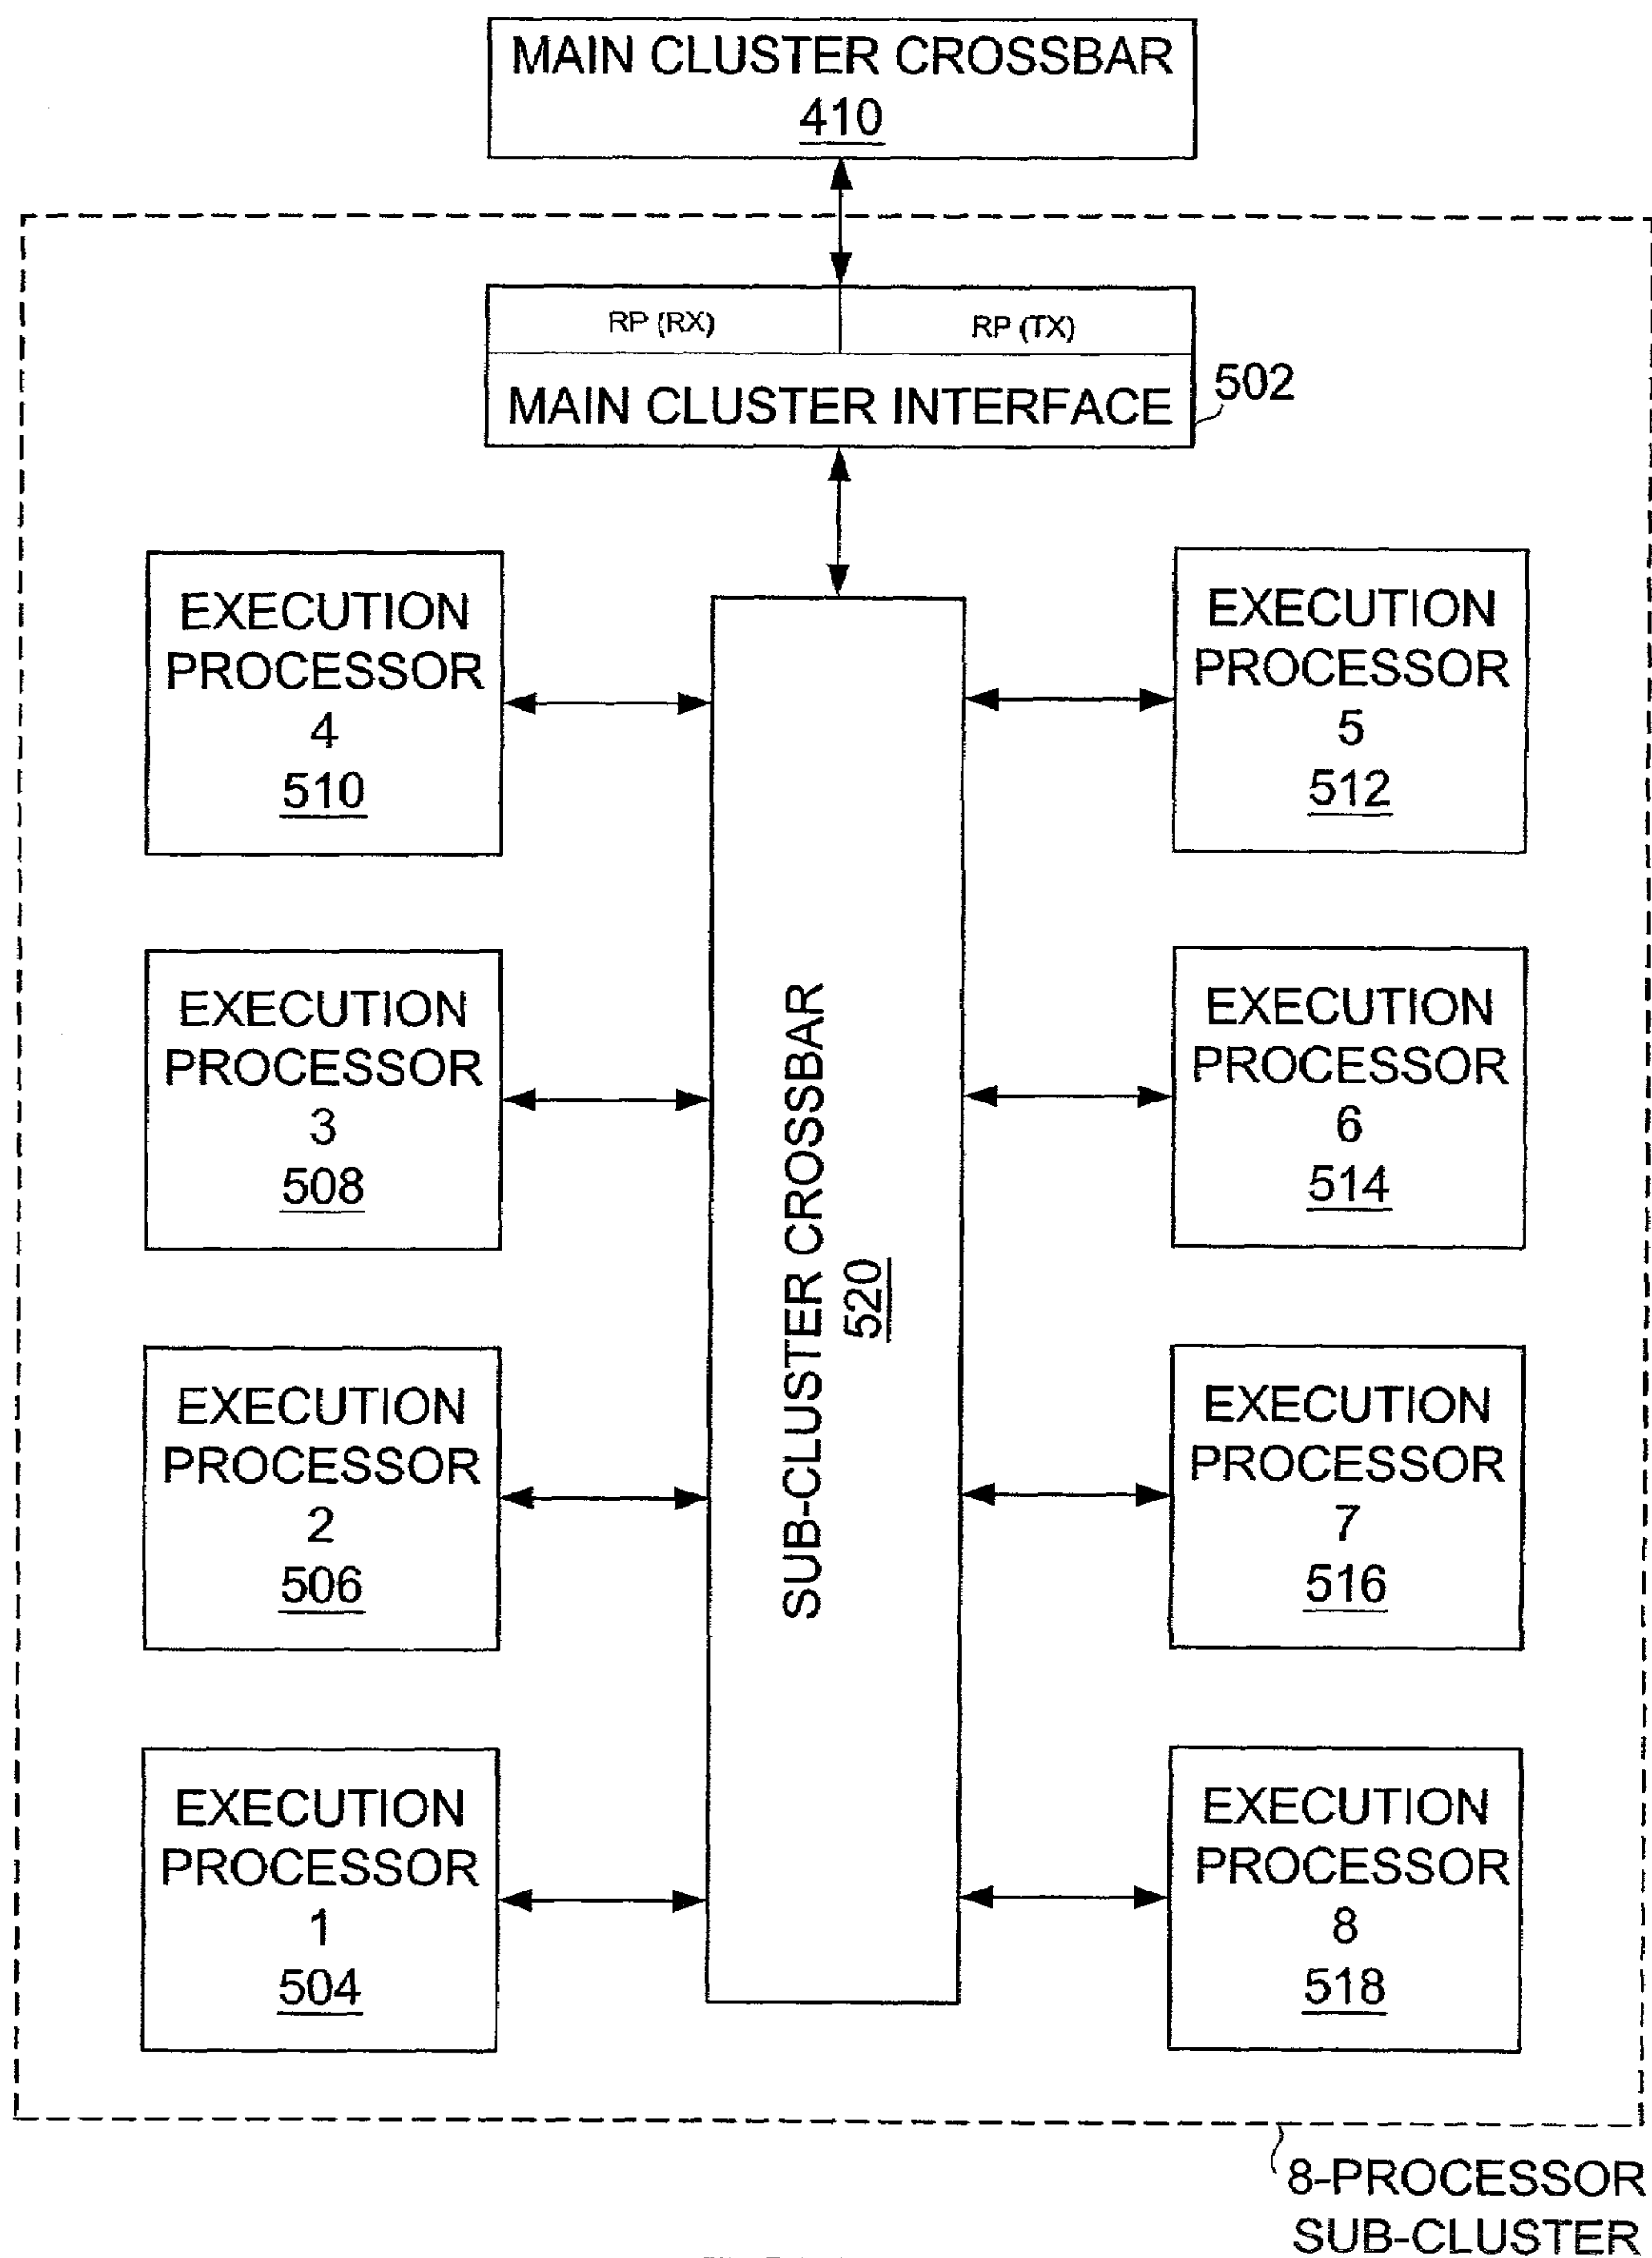 MAIN CLUSTER CROSSBAR
410
RP (RX)
RP (TX)
MAIN CLUSTER INTERFACE
502
EXECUTION
PROCESSOR
4
510
EXECUTION
PROCESSOR
5
512
EXECUTION
PROCESSOR
3
508
EXECUTION
PROCESSOR
6
514
SUB-CLUSTER CROSSBAR
520
EXECUTION
PROCESSOR
2
506
EXECUTION
PROCESSOR
7
516
EXECUTION
PROCESSOR
1
504
EXECUTION
PROCESSOR
8
518
8-PROCESSOR
SUB-CLUSTER